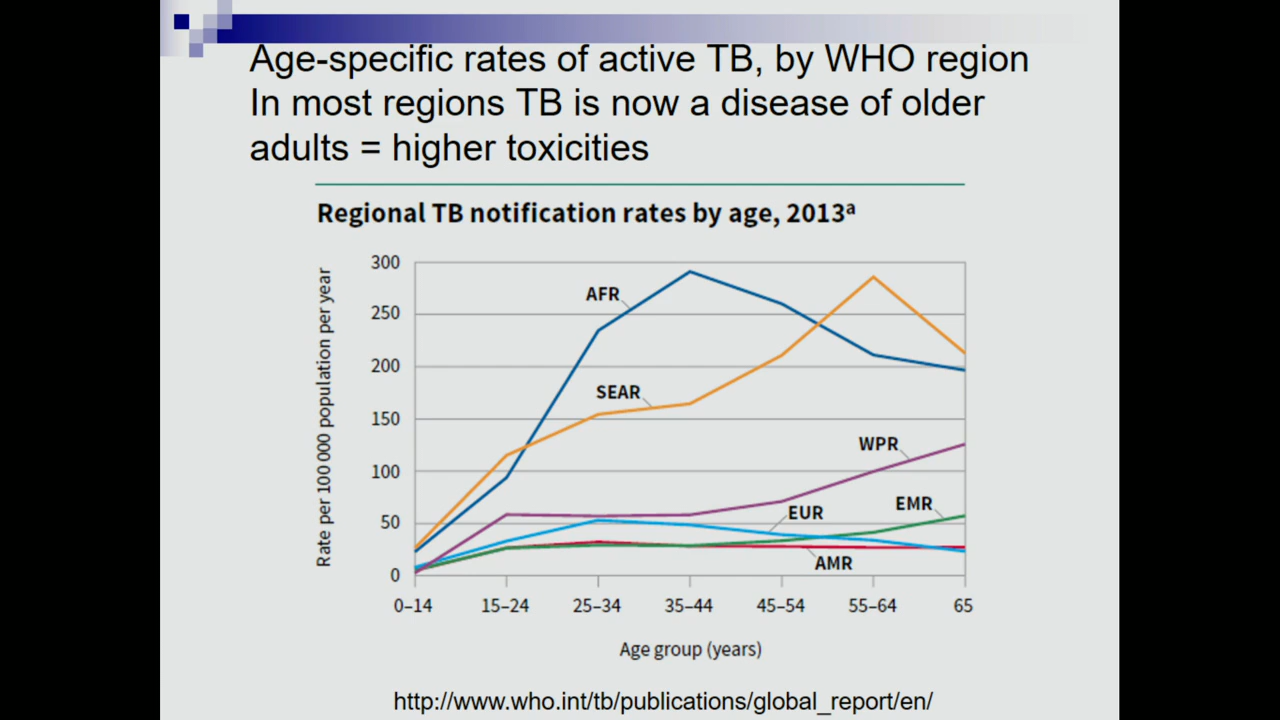 Age-specific rates of active TB, by WHO region
In most regions TB is now a disease of older
adults = higher toxicities
Regional TB notification rates by age, 2013ᵃ
Rate per 100 000 population per year
300
250
200
150
100
50
0
AFR
SEAR
WPR
EMR
EUR
AMR
0–14 15–24 25–34 35–44 45–54 55–64 65
Age group (years)
http://www.who.int/tb/publications/global_report/en/